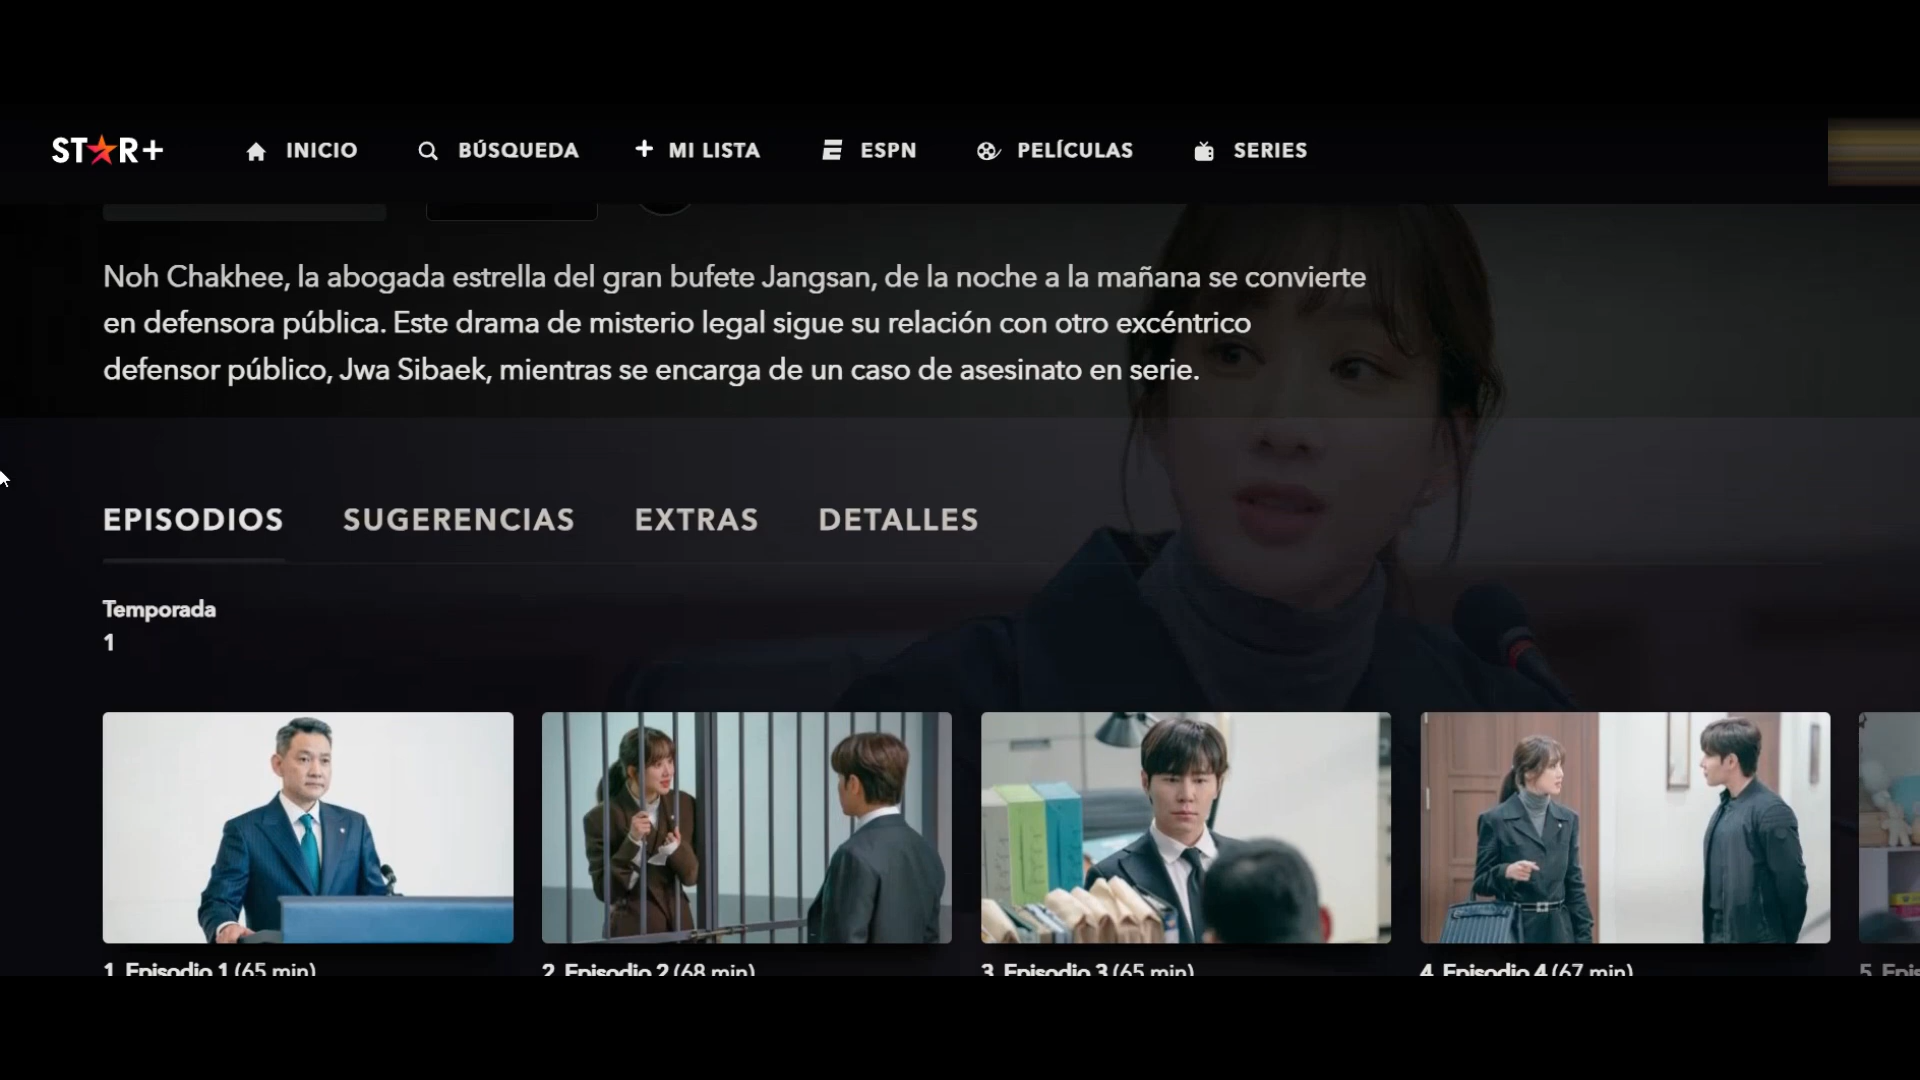 STAR+ INICIO BÚSQUEDA MI LISTA ESPN PELÍCULAS SERIES
Noh Chakhee, la abogada estrella del gran bufete Jangsan, de la noche a la mañana se convierte
en defensora pública. Este drama de misterio legal sigue su relación con otro excéntrico
defensor público, Jwa Sibaek, mientras se encarga de un caso de asesinato en serie.
EPISODIOS SUGERENCIAS EXTRAS DETALLES
Temporada
1
1. Episodio 1 (65 min) 2. Episodio 2 (68 min) 3. Episodio 3 (65 min) 4. Episodio 4 (67 min) 5. Epis